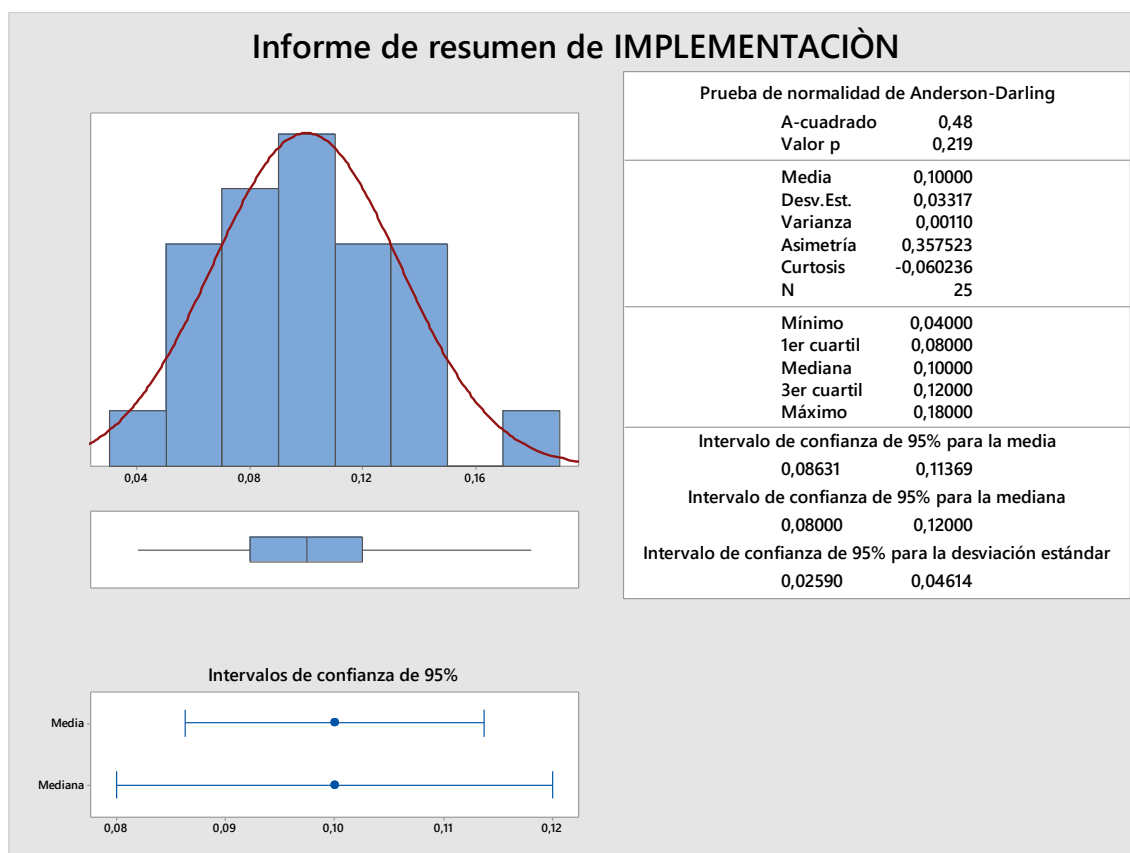 Informe de resumen de IMPLEMENTACIÒN
Prueba de normalidad de Anderson-Darling
A-cuadrado 0,48
Valor p 0,219
Media 0,10000
Desv.Est. 0,03317
Varianza 0,00110
Asimetría 0,357523
Curtosis -0,060236
N 25
Mínimo 0,04000
1er cuartil 0,08000
Mediana 0,10000
3er cuartil 0,12000
Máximo 0,18000
Intervalo de confianza de 95% para la media
0,08631 0,11369
Intervalo de confianza de 95% para la mediana
0,08000 0,12000
Intervalo de confianza de 95% para la desviación estándar
0,02590 0,04614
0,04 0,08 0,12 0,16
Intervalos de confianza de 95%
Media
Mediana
0,08 0,09 0,10 0,11 0,12